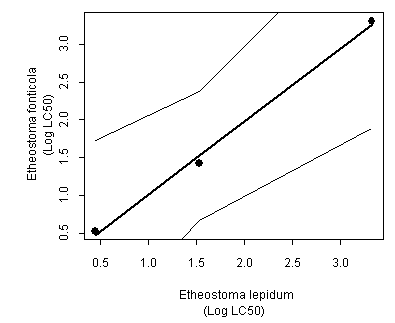 Etheostoma fonticola
(Log LC50)
3.0
2.5
2.0
1.5
1.0
0.5
0.5 1.0 1.5 2.0 2.5 3.0
Etheostoma lepidum
(Log LC50)